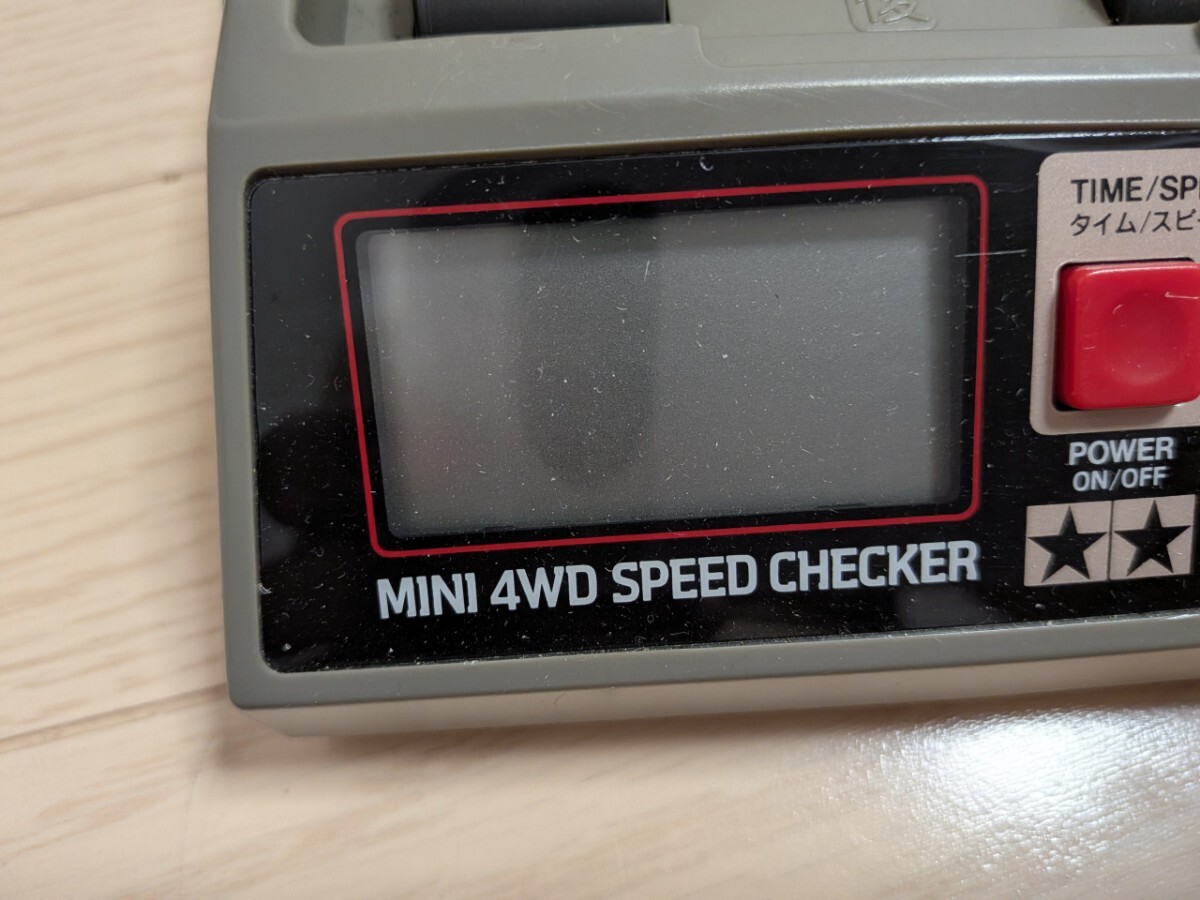 TIME/SP
タイム/スピ
POWER
ON/OFF
MINI 4WD SPEED CHECKER